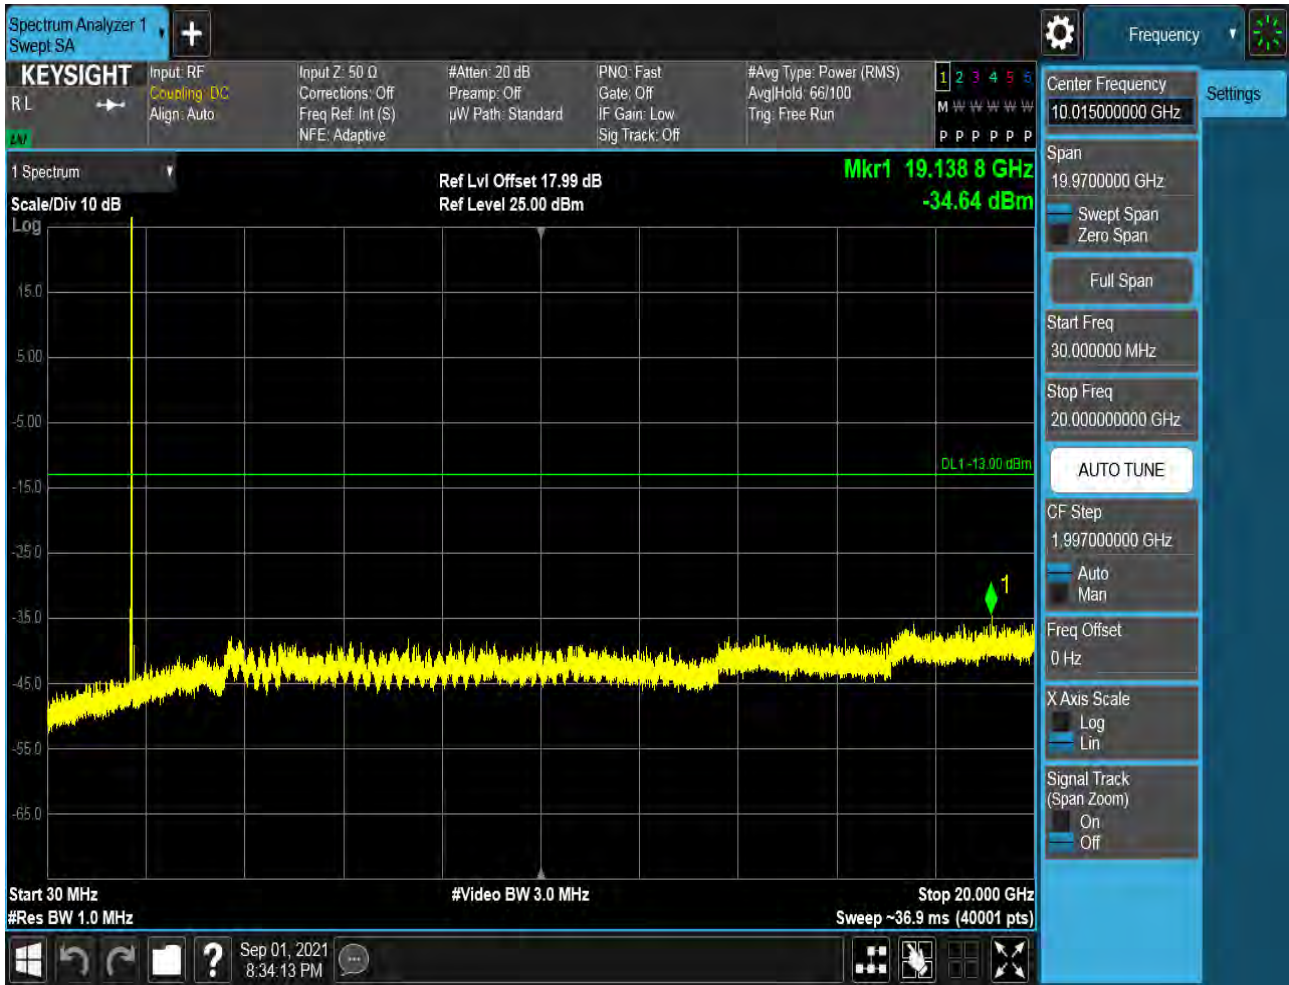 Spectrum Analyzer 1
Swept SA
Frequency
KEYSIGHT
R L
Input: RF
Coupling: DC
Align: Auto
Input Z: 50 Ω
Corrections: Off
Freq Ref: Int (S)
NFE: Adaptive
#Atten: 20 dB
Preamp: Off
µW Path: Standard
PNO: Fast
Gate: Off
IF Gain: Low
Sig Track: Off
#Avg Type: Power (RMS)
Avg|Hold: 66/100
Trig: Free Run
1 2 3 4 5 6
M W W W W W
P P P P P P
1 Spectrum
Scale/Div 10 dB
Log
Ref Lvl Offset 17.99 dB
Ref Level 25.00 dBm
Mkr1 19.138 8 GHz
-34.64 dBm
15.0
5.00
-5.00
-15.0
-25.0
-35.0
-45.0
-55.0
-65.0
DL1 -13.00 dBm
1
Start 30 MHz
#Res BW 1.0 MHz
#Video BW 3.0 MHz
Stop 20.000 GHz
Sweep ~36.9 ms (40001 pts)
Center Frequency
10.015000000 GHz
Settings
Span
19.9700000 GHz
Swept Span
Zero Span
Full Span
Start Freq
30.000000 MHz
Stop Freq
20.000000000 GHz
AUTO TUNE
CF Step
1.997000000 GHz
Auto
Man
Freq Offset
0 Hz
X Axis Scale
Log
Lin
Signal Track
(Span Zoom)
On
Off
?
Sep 01, 2021
8:34:13 PM